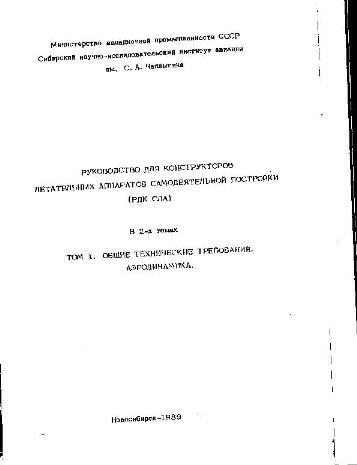 Министерство авиационной промышленности СССР
Сибирский научно-исследовательский институт авиации
им. С. А. Чаплыгина
РУКОВОДСТВО ДЛЯ КОНСТРУКТОРОВ
ЛЕТАТЕЛЬНЫХ АППАРАТОВ САМОДЕЯТЕЛЬНОЙ ПОСТРОЙКИ
(РДК СЛА)
В 2-х томах
ТОМ 1. ОБЩИЕ ТЕХНИЧЕСКИЕ ТРЕБОВАНИЯ.
АЭРОДИНАМИКА.
Новосибирск-1989